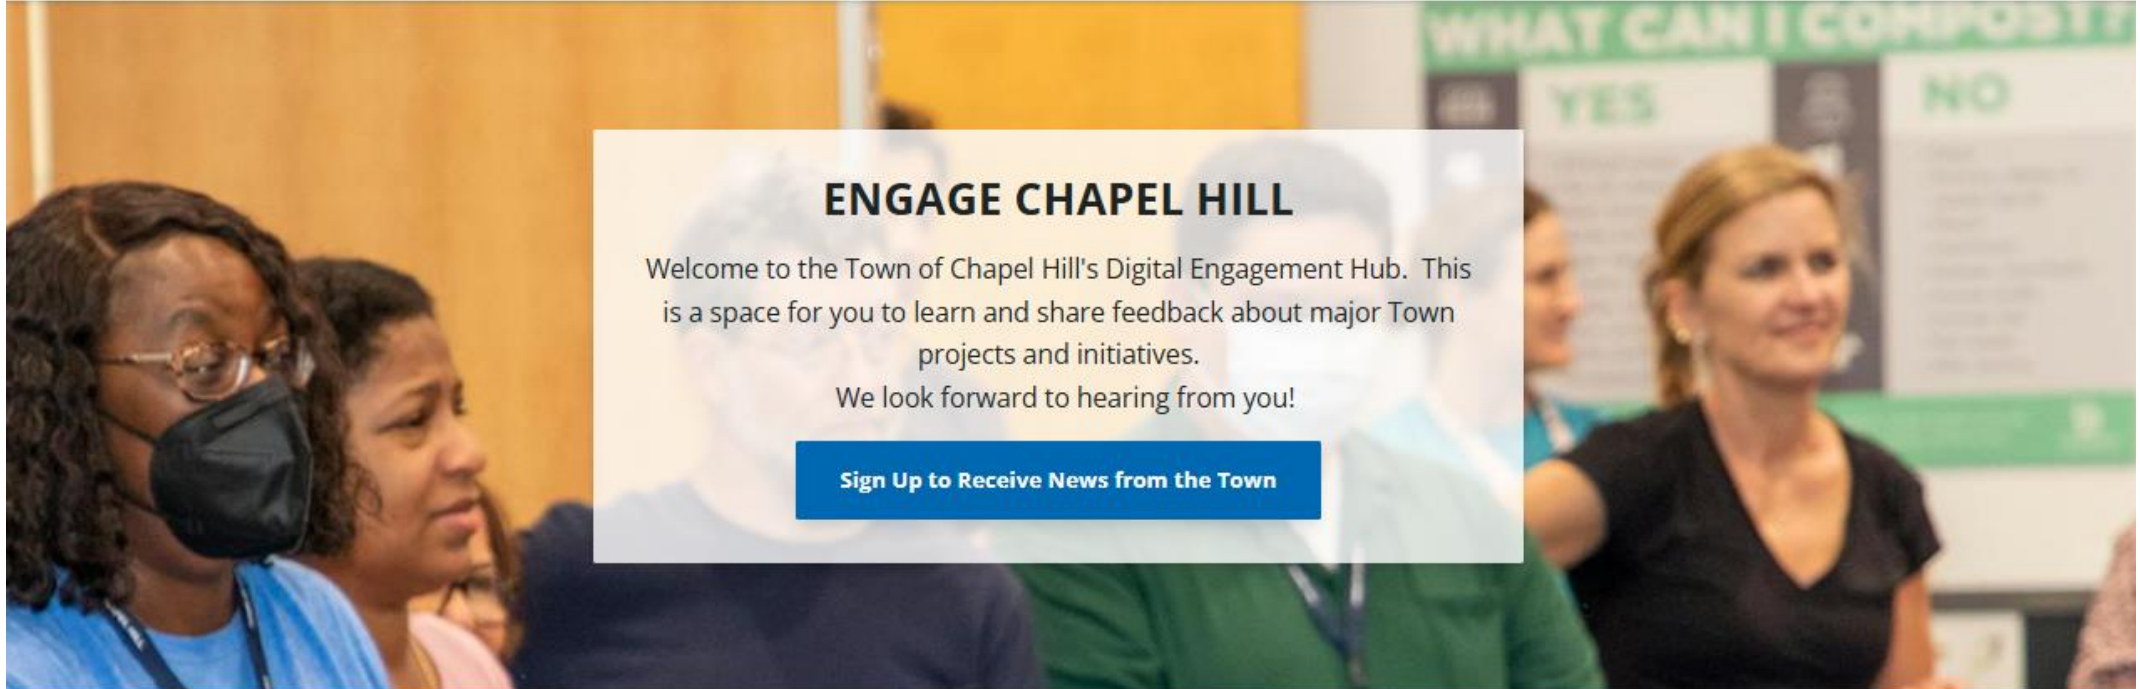 WHAT CAN I COMPOST?
YES
NO
ENGAGE CHAPEL HILL
Welcome to the Town of Chapel Hill's Digital Engagement Hub.  This
is a space for you to learn and share feedback about major Town
projects and initiatives.
We look forward to hearing from you!
Sign Up to Receive News from the Town